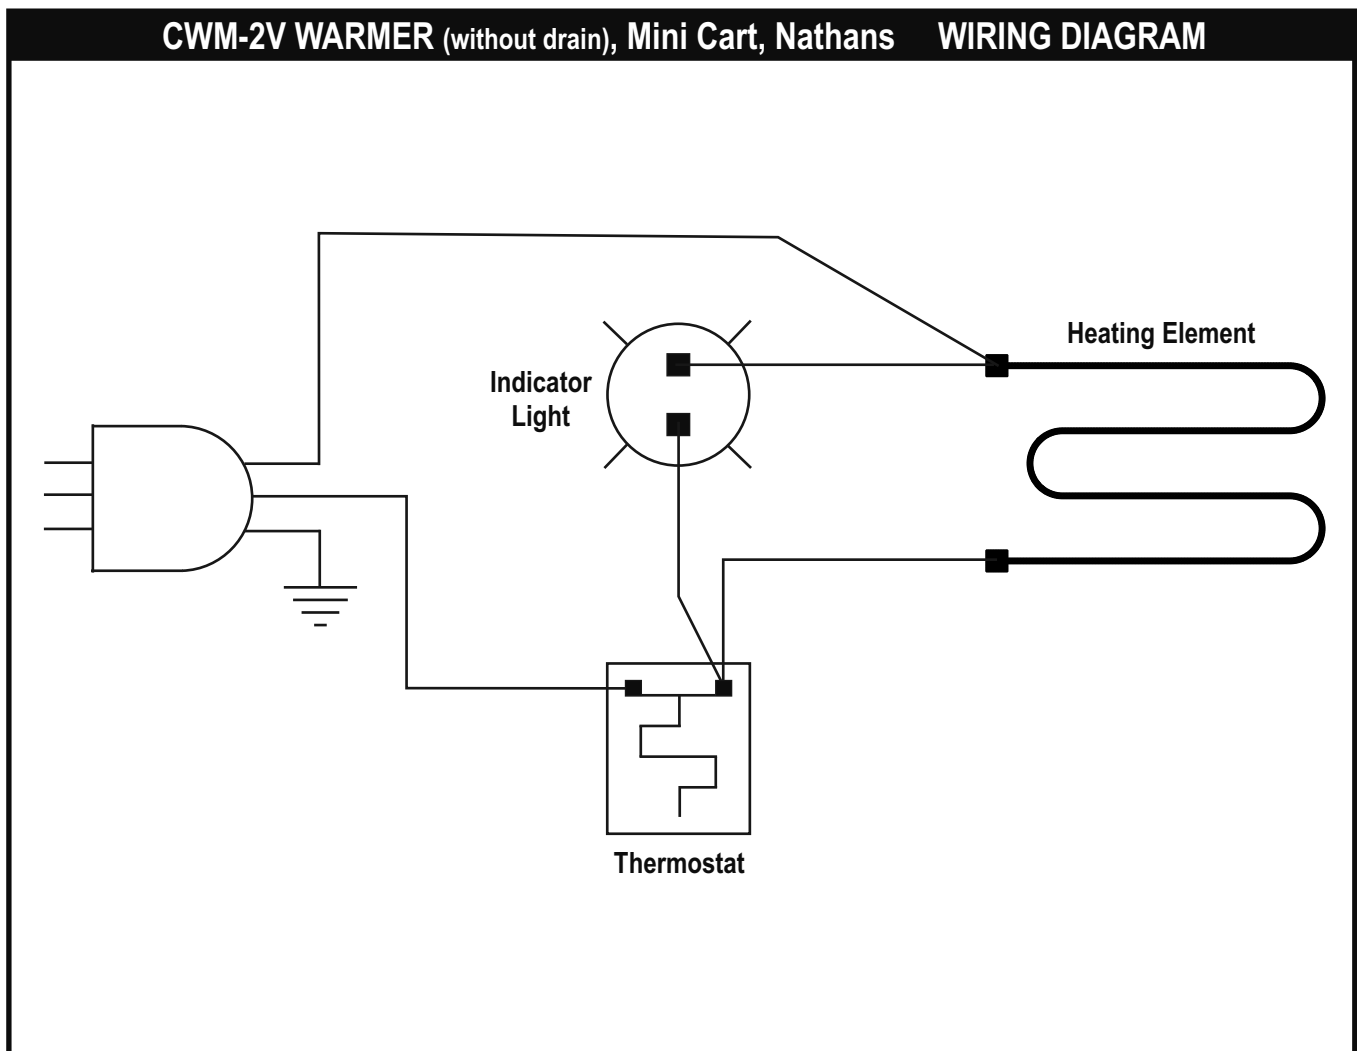 CWM-2V WARMER (without drain), Mini Cart, Nathans WIRING DIAGRAM
Heating Element
Indicator
Light
Thermostat